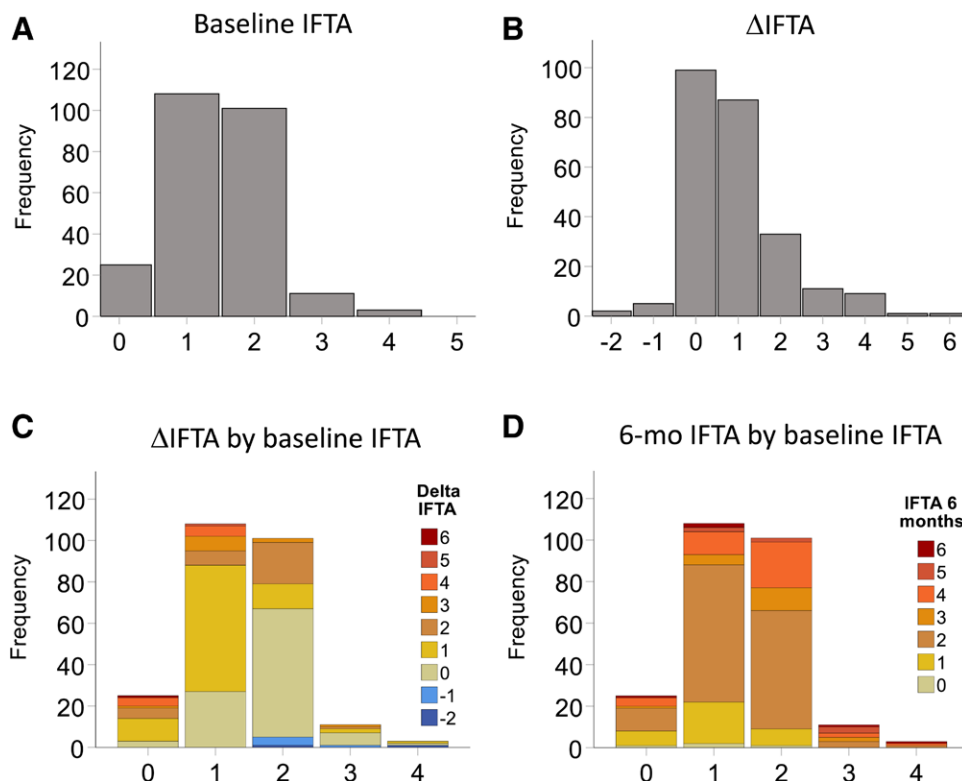 A
Baseline IFTA
Frequency
120
100
80
60
40
20
0
0 1 2 3 4 5
B
ΔIFTA
Frequency
100
80
60
40
20
0
-2 -1 0 1 2 3 4 5 6
C
ΔIFTA by baseline IFTA
Frequency
120
100
80
60
40
20
0
0 1 2 3 4
Delta
IFTA
6
5
4
3
2
1
0
-1
-2
D
6-mo IFTA by baseline IFTA
Frequency
120
100
80
60
40
20
0
0 1 2 3 4
IFTA 6
months
6
5
4
3
2
1
0